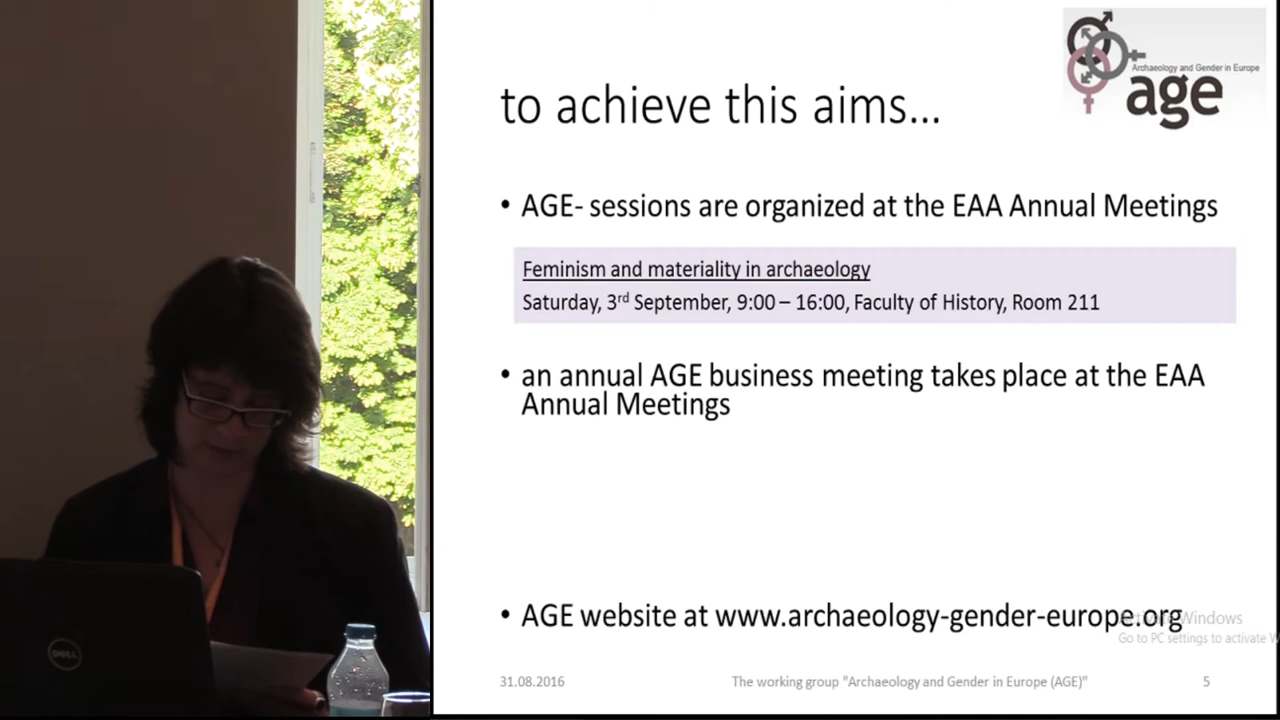 Archaeology and Gender in Europe
age
to achieve this aims...
• AGE- sessions are organized at the EAA Annual Meetings
Feminism and materiality in archaeology
Saturday, 3rd September, 9:00 – 16:00, Faculty of History, Room 211
• an annual AGE business meeting takes place at the EAA
Annual Meetings
• AGE website at www.archaeology-gender-europe.org
Activate Windows
Go to PC settings to activate W
31.08.2016
The working group "Archaeology and Gender in Europe (AGE)"
5
DELL